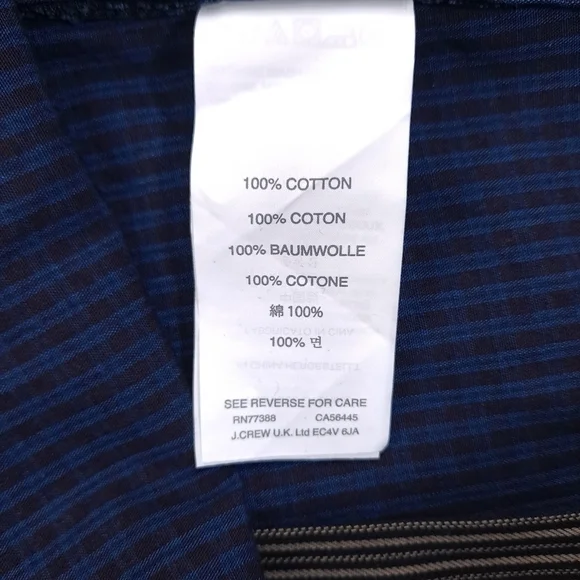 100% COTTON
100% COTON
100% BAUMWOLLE
100% COTONE
綿 100%
100% 면
SEE REVERSE FOR CARE
RN77388 CA56445
J.CREW U.K. Ltd EC4V 6JA